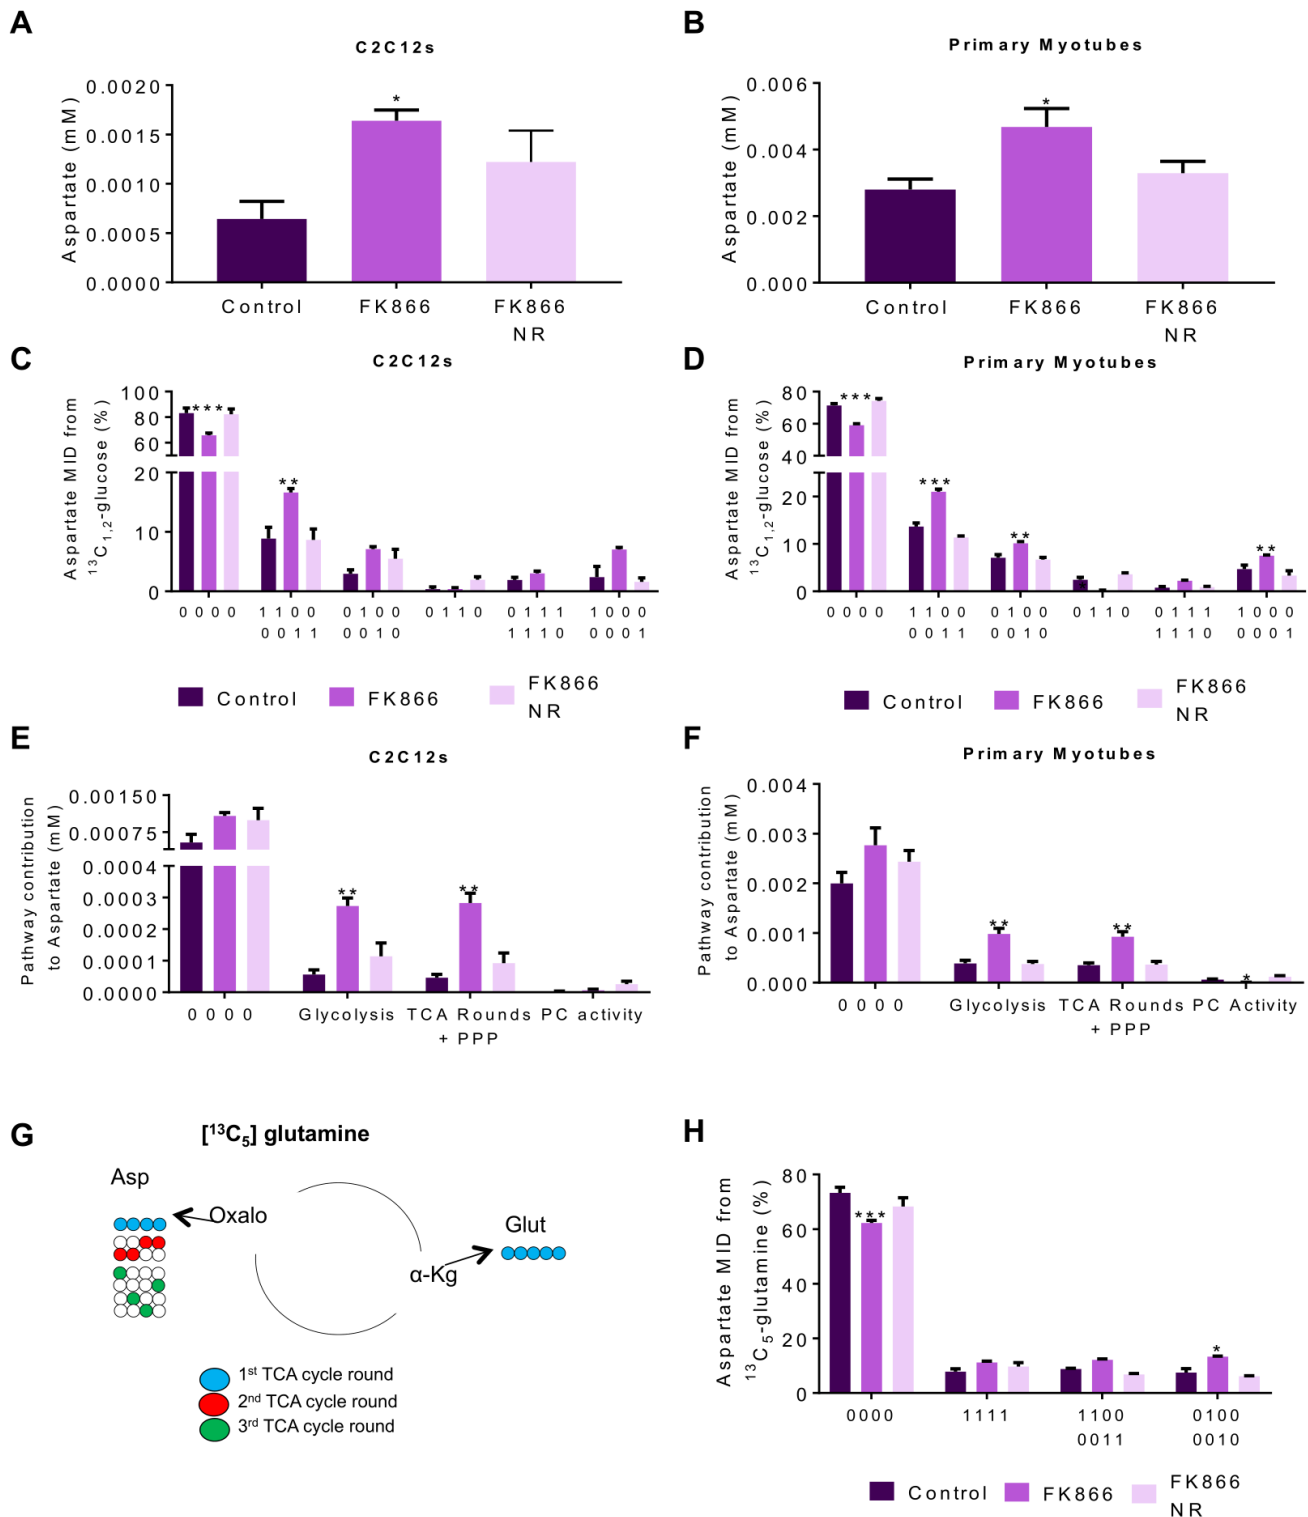 A
C2C12s
Aspartate (mM)
0.0020
0.0015
0.0010
0.0005
0.0000
*
Control
FK866
FK866
NR
B
Primary Myotubes
Aspartate (mM)
0.006
0.004
0.002
0.000
*
Control
FK866
FK866
NR
C
C2C12s
Aspartate MID from
13C1,2-glucose (%)
100
80
60
20
10
0
***
**
0 0 0 0
1 1 0 0
0 0 1 1
0 1 0 0
0 0 1 0
0 1 1 0
0 1 1 1
1 1 1 0
1 0 0 0
0 0 0 1
Control
FK866
FK866
NR
D
Primary Myotubes
Aspartate MID from
13C1,2-glucose (%)
80
60
40
20
10
0
***
***
**
**
0 0 0 0
1 1 0 0
0 0 1 1
0 1 0 0
0 0 1 0
0 1 1 0
0 1 1 1
1 1 1 0
1 0 0 0
0 0 0 1
Control
FK866
FK866
NR
E
C2C12s
Pathway contribution
to Aspartate (mM)
0.00150
0.00075
0.0004
0.0003
0.0002
0.0001
0.0000
**
**
0 0 0 0
Glycolysis
TCA Rounds
+ PPP
PC activity
F
Primary Myotubes
Pathway contribution
to Aspartate (mM)
0.004
0.003
0.002
0.001
0.000
**
**
*
0 0 0 0
Glycolysis
TCA Rounds
+ PPP
PC Activity
G
[13C5] glutamine
Asp
Oxalo
Glut
α-Kg
1st TCA cycle round
2nd TCA cycle round
3rd TCA cycle round
H
Aspartate MID from
13C5-glutamine (%)
80
60
40
20
0
***
*
0000
1111
1100
0011
0100
0010
Control
FK866
FK866
NR